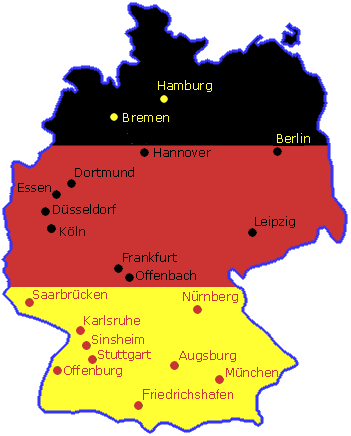 Hamburg
Bremen
Berlin
Hannover
Dortmund
Essen
Düsseldorf
Leipzig
Köln
Frankfurt
Offenbach
Saarbrücken
Nürnberg
Karlsruhe
Sinsheim
Stuttgart
Augsburg
Offenburg
München
Friedrichshafen